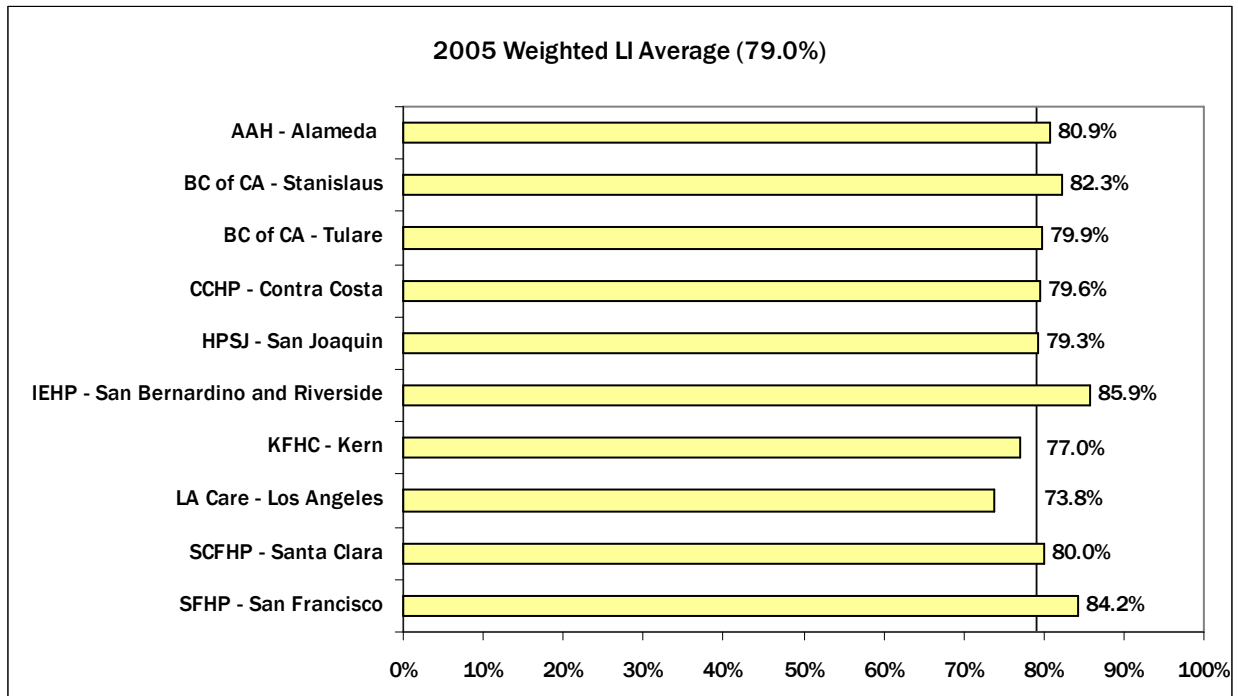 2005 Weighted LI Average (79.0%)
AAH - Alameda 80.9%
BC of CA - Stanislaus 82.3%
BC of CA - Tulare 79.9%
CCHP - Contra Costa 79.6%
HPSJ - San Joaquin 79.3%
IEHP - San Bernardino and Riverside 85.9%
KFHC - Kern 77.0%
LA Care - Los Angeles 73.8%
SCFHP - Santa Clara 80.0%
SFHP - San Francisco 84.2%
0% 10% 20% 30% 40% 50% 60% 70% 80% 90% 100%